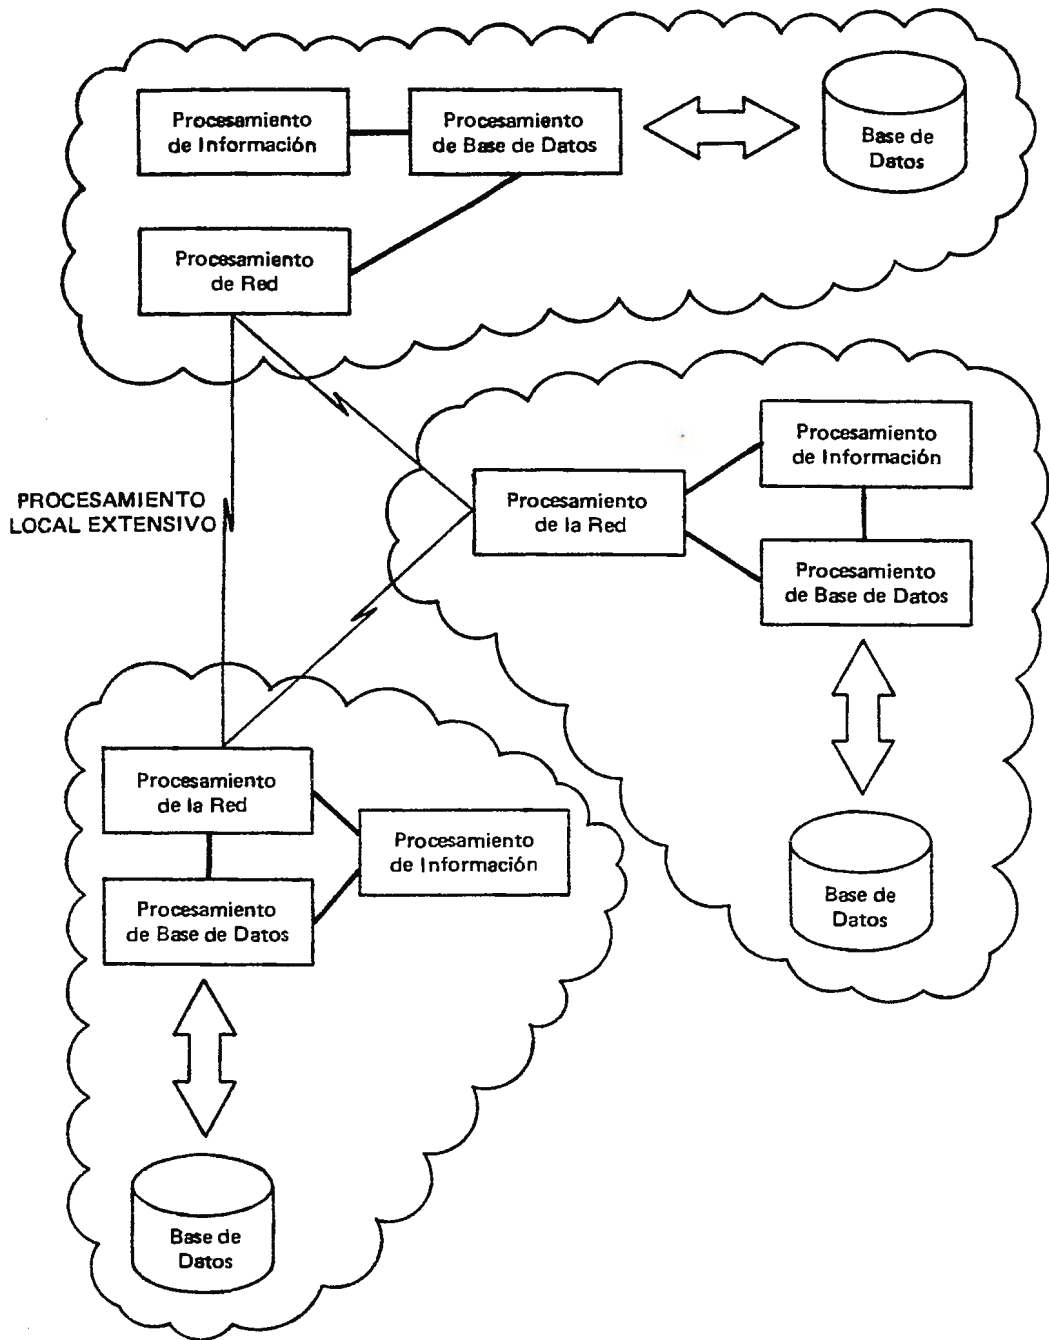 Procesamiento
de Información
Procesamiento
de Base de Datos
Base de
Datos
Procesamiento
de Red
PROCESAMIENTO
LOCAL EXTENSIVO
Procesamiento
de la Red
Procesamiento
de Información
Procesamiento
de Base de Datos
Base de
Datos
Procesamiento
de la Red
Procesamiento
de Información
Procesamiento
de Base de Datos
Base de
Datos